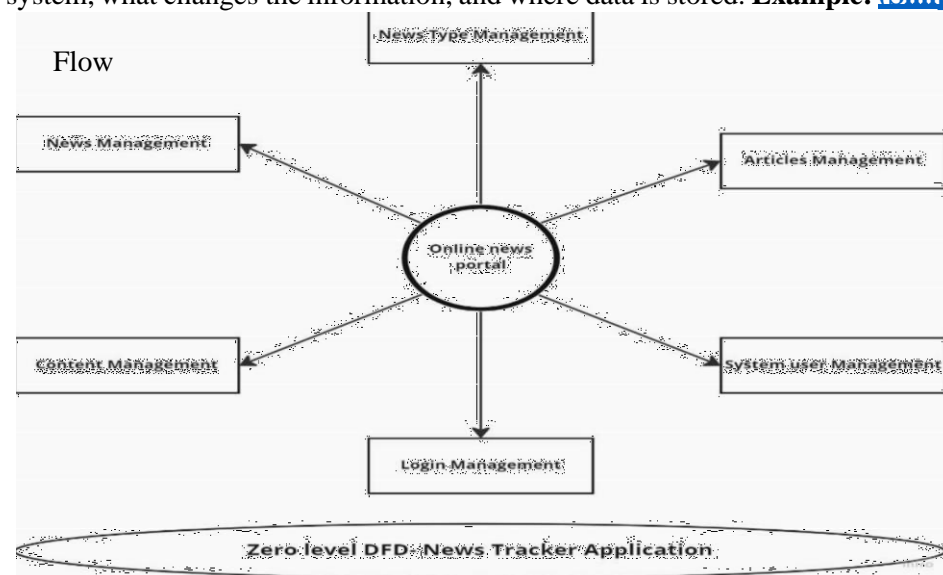 system, what changes the information, and where data is stored. Example:
News Type Management
Flow
News Management
Articles Management
Online news
portal
Content Management
System user Management
Login Management
Zero level DFD- News Tracker Application
miro